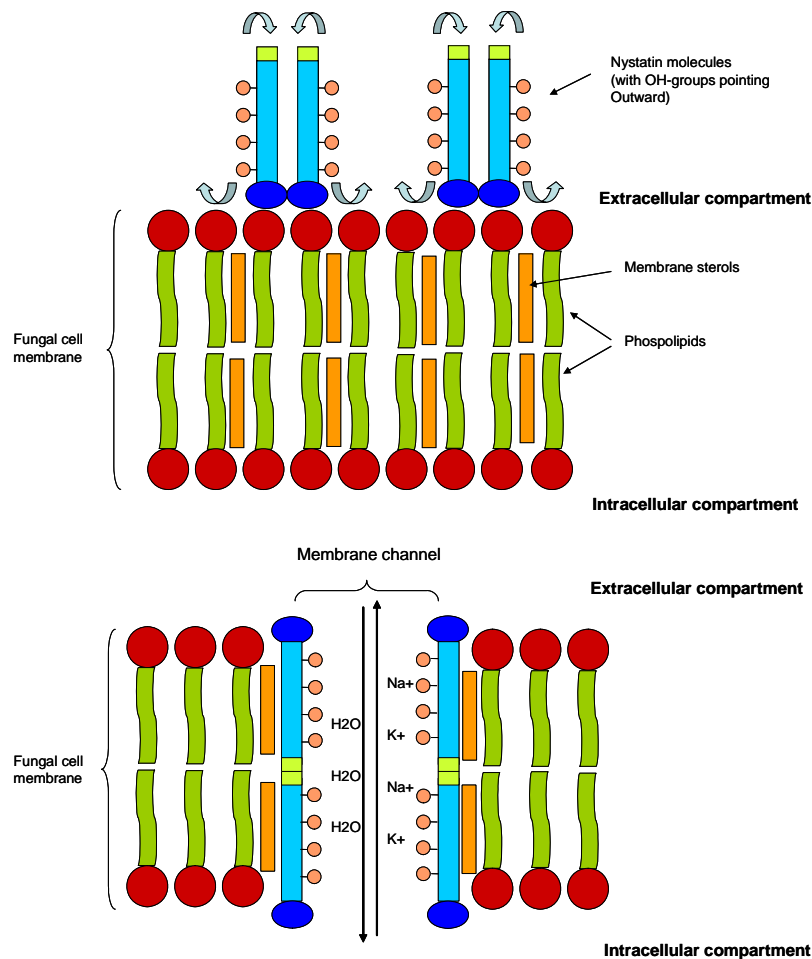 Nystatin molecules
(with OH-groups pointing
Outward)
Extracellular compartment
Membrane sterols
Fungal cell
membrane
Phospolipids
Intracellular compartment
Membrane channel
Extracellular compartment
Na+
H2O
K+
Fungal cell
membrane
H2O
Na+
H2O
K+
Intracellular compartment